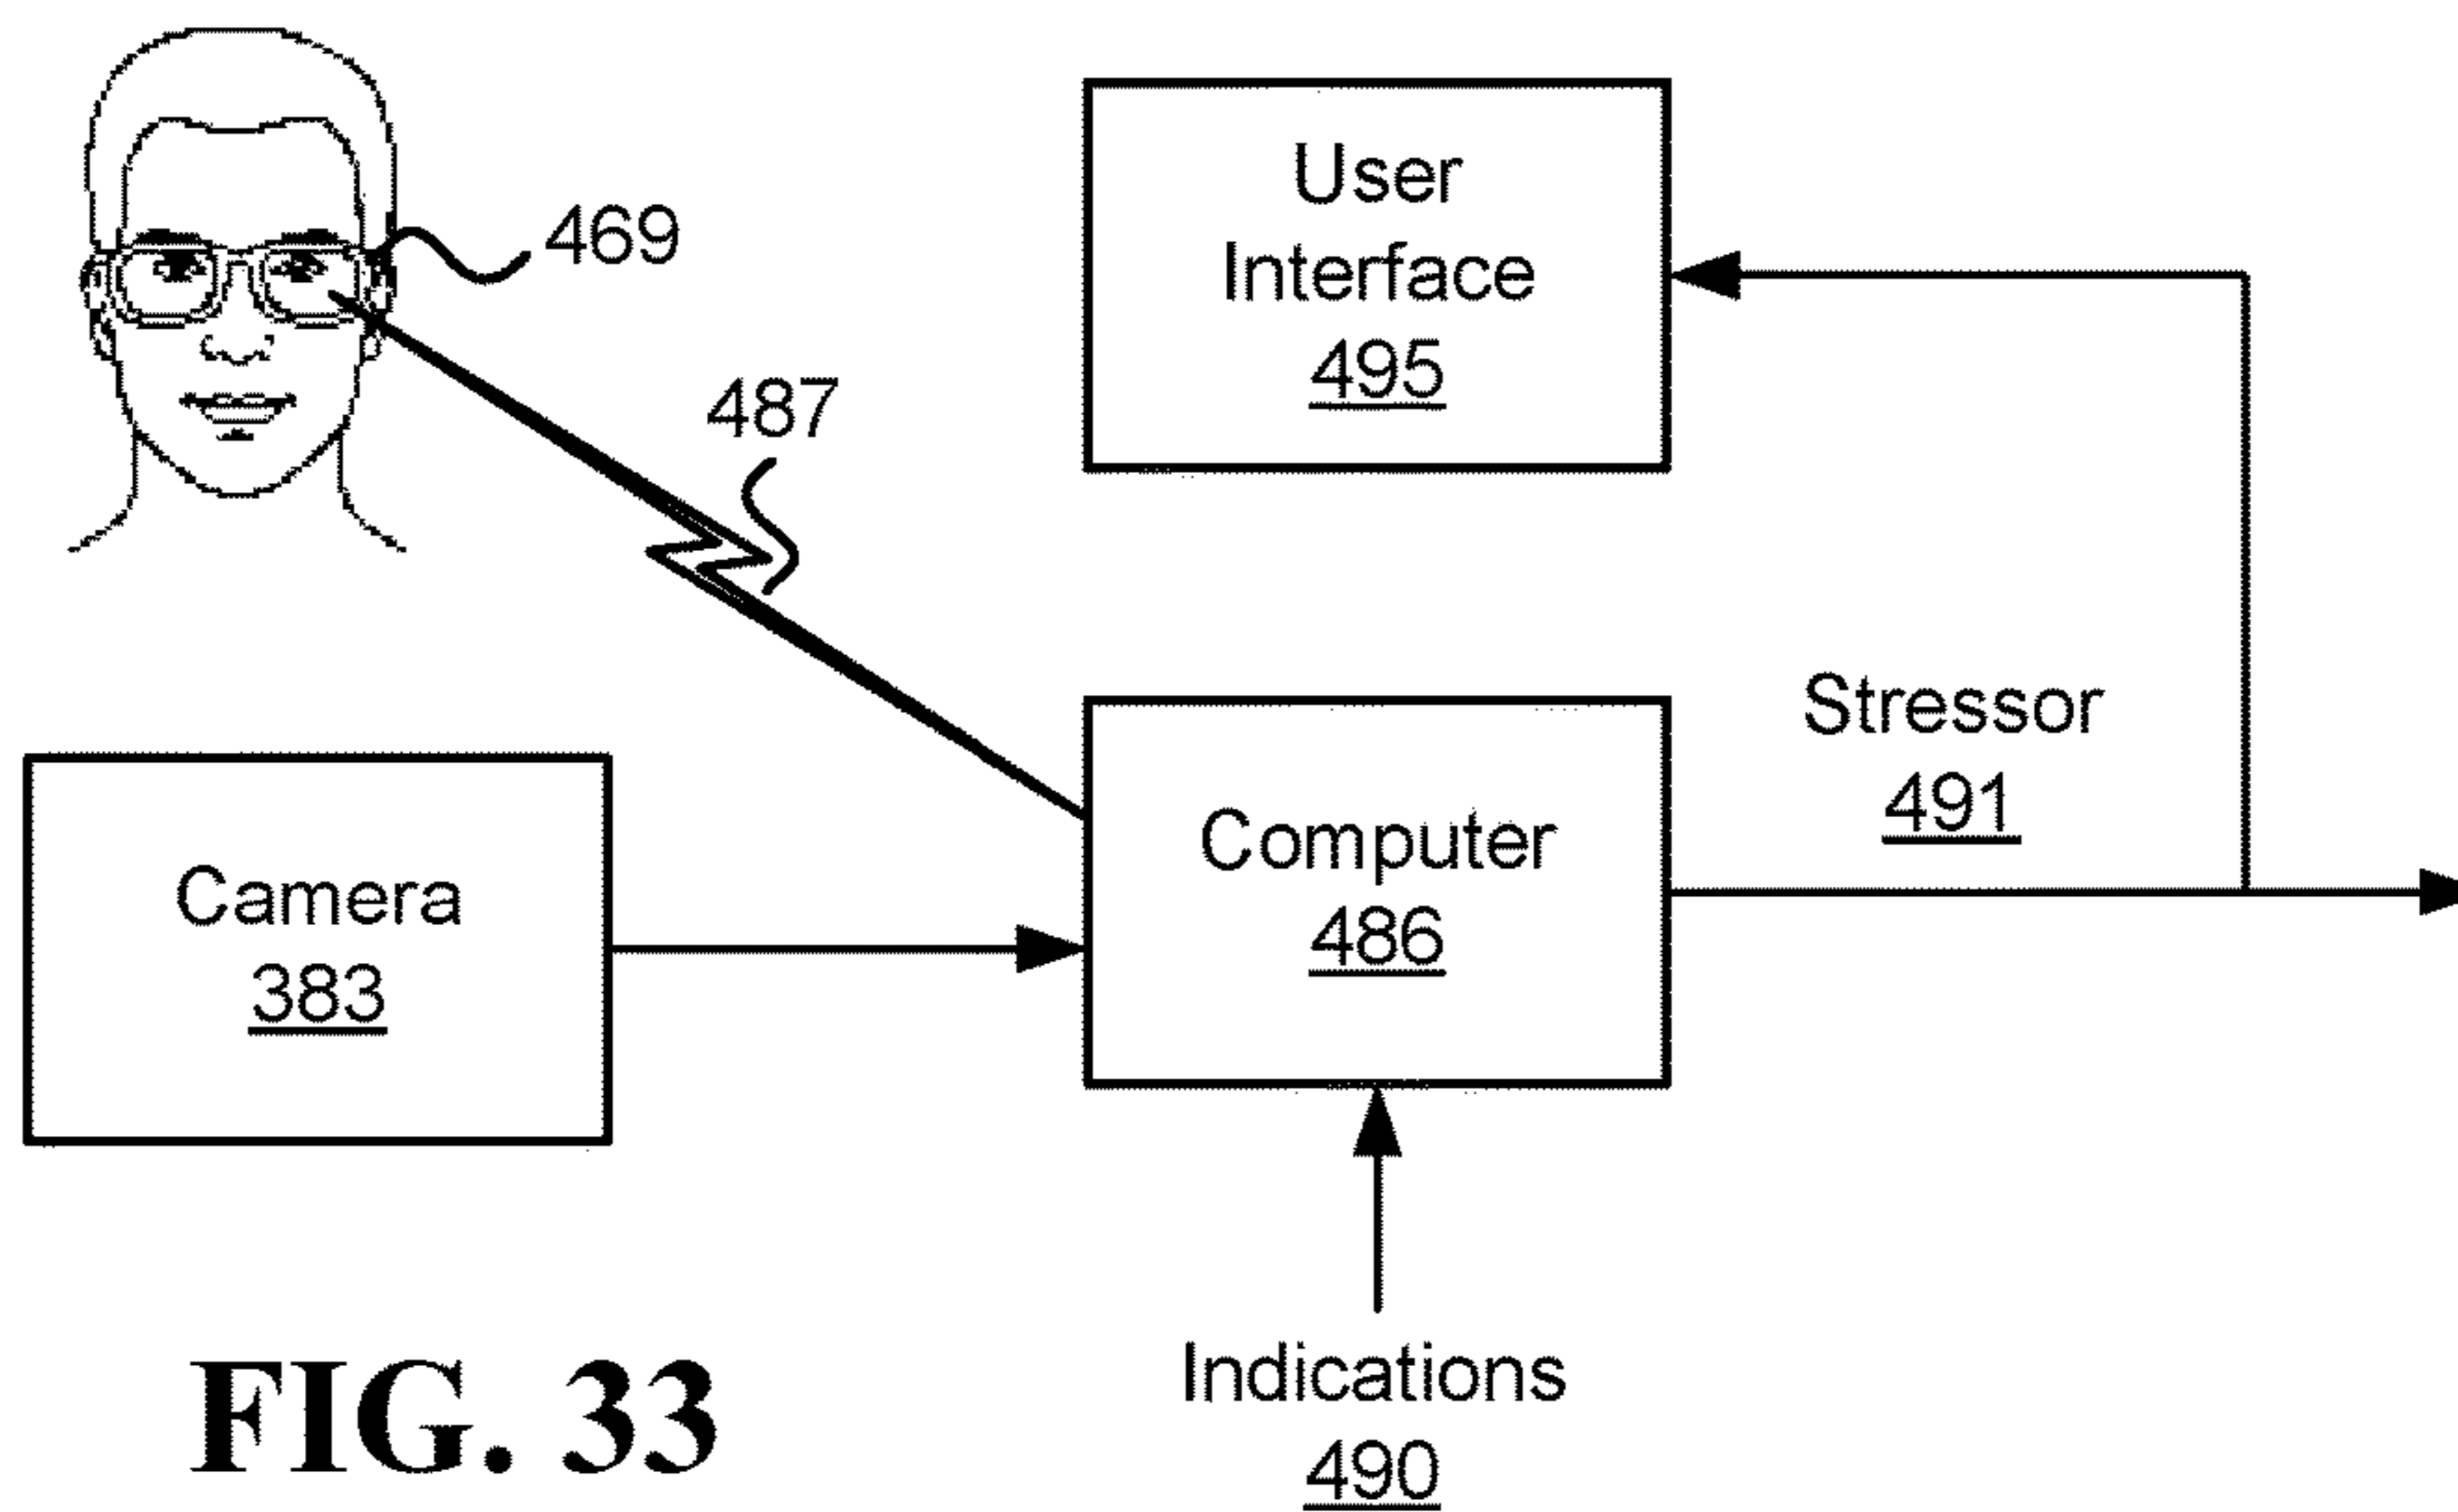 469
User
Interface
495
487
Stressor
491
Computer
486
Camera
383
Indications
490
FIG. 33